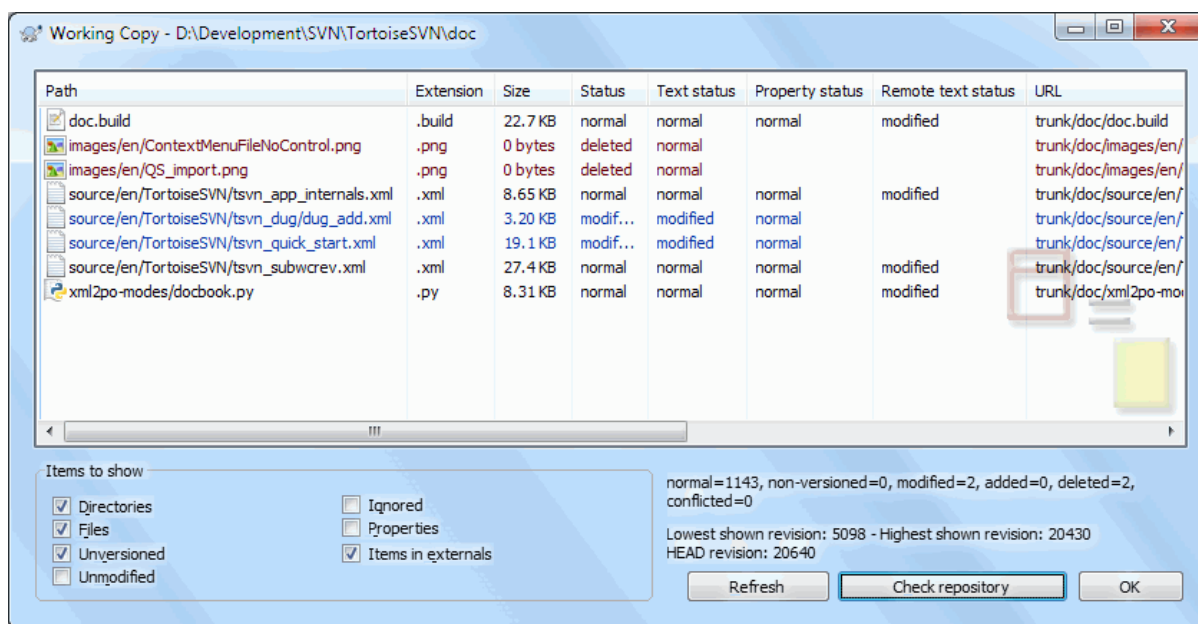 Working Copy - D:\Development\SVN\TortoiseSVN\doc
Path Extension Size Status Text status Property status Remote text status URL
doc.build .build 22.7 KB normal normal normal modified trunk/doc/doc.build
images/en/ContextMenuFileNoControl.png .png 0 bytes deleted normal trunk/doc/images/en/
images/en/QS_import.png .png 0 bytes deleted normal trunk/doc/images/en/
source/en/TortoiseSVN/tsvn_app_internals.xml .xml 8.65 KB normal normal normal modified trunk/doc/source/en/
source/en/TortoiseSVN/tsvn_dug/dug_add.xml .xml 3.20 KB modif... modified normal trunk/doc/source/en/
source/en/TortoiseSVN/tsvn_quick_start.xml .xml 19.1 KB modif... modified normal trunk/doc/source/en/
source/en/TortoiseSVN/tsvn_subwcrev.xml .xml 27.4 KB normal normal normal modified trunk/doc/source/en/
xml2po-modes/docbook.py .py 8.31 KB normal normal normal modified trunk/doc/xml2po-mo
Items to show
Directories
Files
Unversioned
Unmodified
Ignored
Properties
Items in externals
normal=1143, non-versioned=0, modified=2, added=0, deleted=2,
conflicted=0
Lowest shown revision: 5098 - Highest shown revision: 20430
HEAD revision: 20640
Refresh Check repository OK